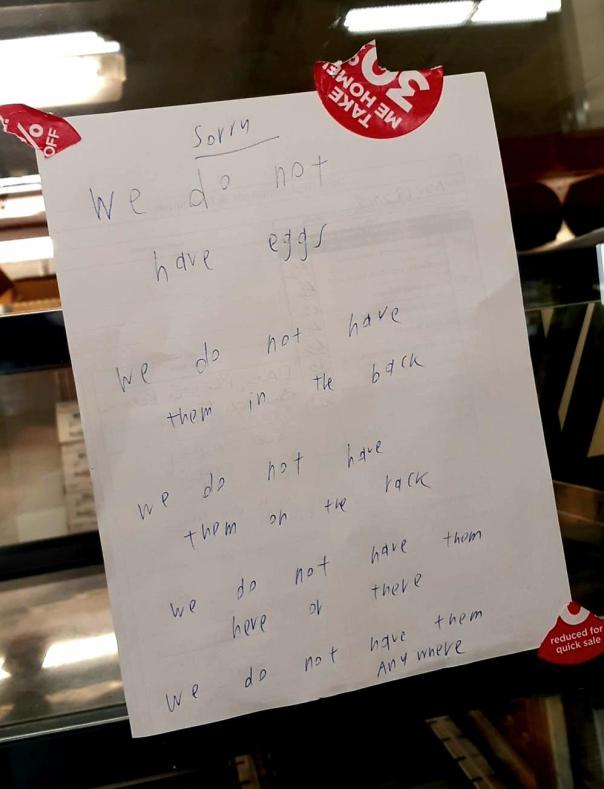 % OFF
TAKE
ME HOME!
30
Sorry
We do not
have eggs
We do not have
them in the back
We do not have
them on the rack
We do not have them
here or there
We do not have them
Anywhere
reduced for
quick sale